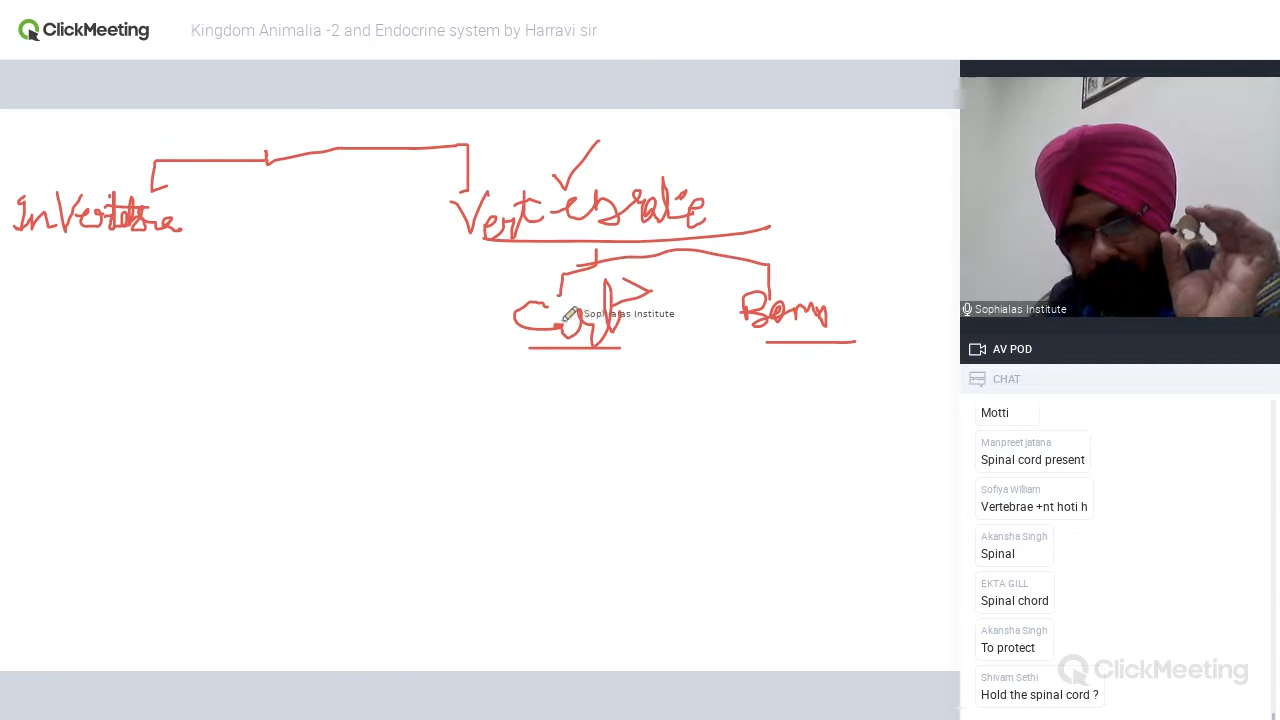 ClickMeeting
Kingdom Animalia -2 and Endocrine system by Harravi sir
Vertebrate
Sophialas Institute
Sophialas Institute
AV POD
CHAT
Motti
Manpreet jatana
Spinal cord present
Sofiya William
Vertebrae +nt hoti h
Akansha Singh
Spinal
EKTA GILL
Spinal chord
Akansha Singh
To protect
Shivam Sethi
Hold the spinal cord ?
ClickMeeting